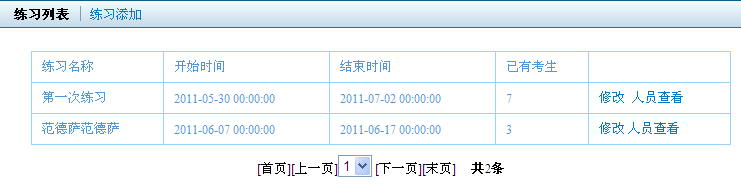 练习列表 练习添加
练习名称 开始时间 结束时间 已有考生
第一次练习 2011-05-30 00:00:00 2011-07-02 00:00:00 7 修改 人员查看
范德萨范德萨 2011-06-07 00:00:00 2011-06-17 00:00:00 3 修改 人员查看
[首页][上一页] 1 [下一页][末页] 共2条